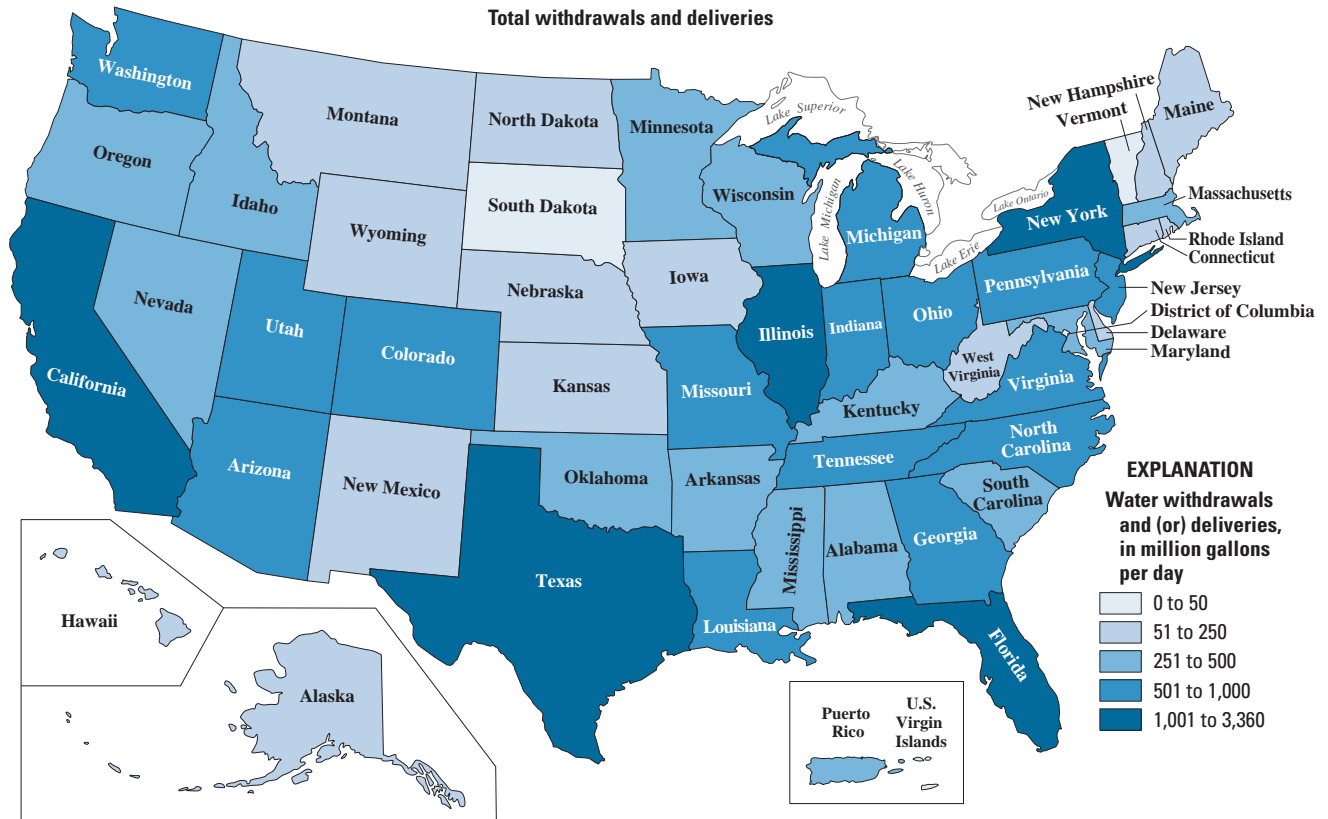 Total withdrawals and deliveries
Washington
Oregon
Idaho
Montana
North Dakota
South Dakota
Wyoming
Minnesota
Wisconsin
Lake Superior
Lake Michigan
Lake Huron
Lake Erie
Lake Ontario
Michigan
New Hampshire
Vermont
Maine
Massachusetts
New York
Rhode Island
Connecticut
Pennsylvania
New Jersey
District of Columbia
Delaware
Maryland
Nevada
Utah
Colorado
Nebraska
Iowa
Illinois
Indiana
Ohio
West
Virginia
Virginia
California
Kansas
Missouri
Kentucky
Arizona
New Mexico
Oklahoma
Arkansas
Tennessee
North
Carolina
South
Carolina
Texas
Louisiana
Mississippi
Alabama
Georgia
Florida
Hawaii
Alaska
Puerto
Rico
U.S.
Virgin
Islands
EXPLANATION
Water withdrawals
and (or) deliveries,
in million gallons
per day
0 to 50
51 to 250
251 to 500
501 to 1,000
1,001 to 3,360